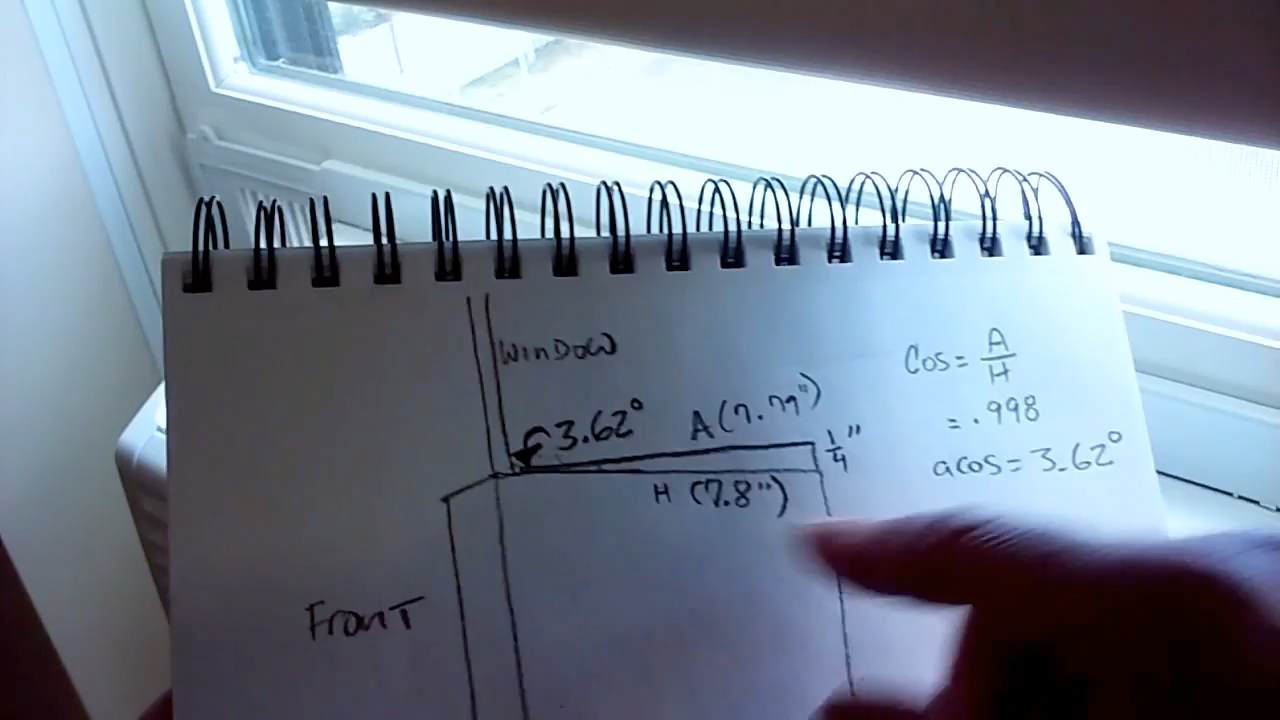 WINDOW
Cos = A/H
= .998
acos = 3.62°
3.62°
A (7.79")
1/4"
H (7.8")
FronT